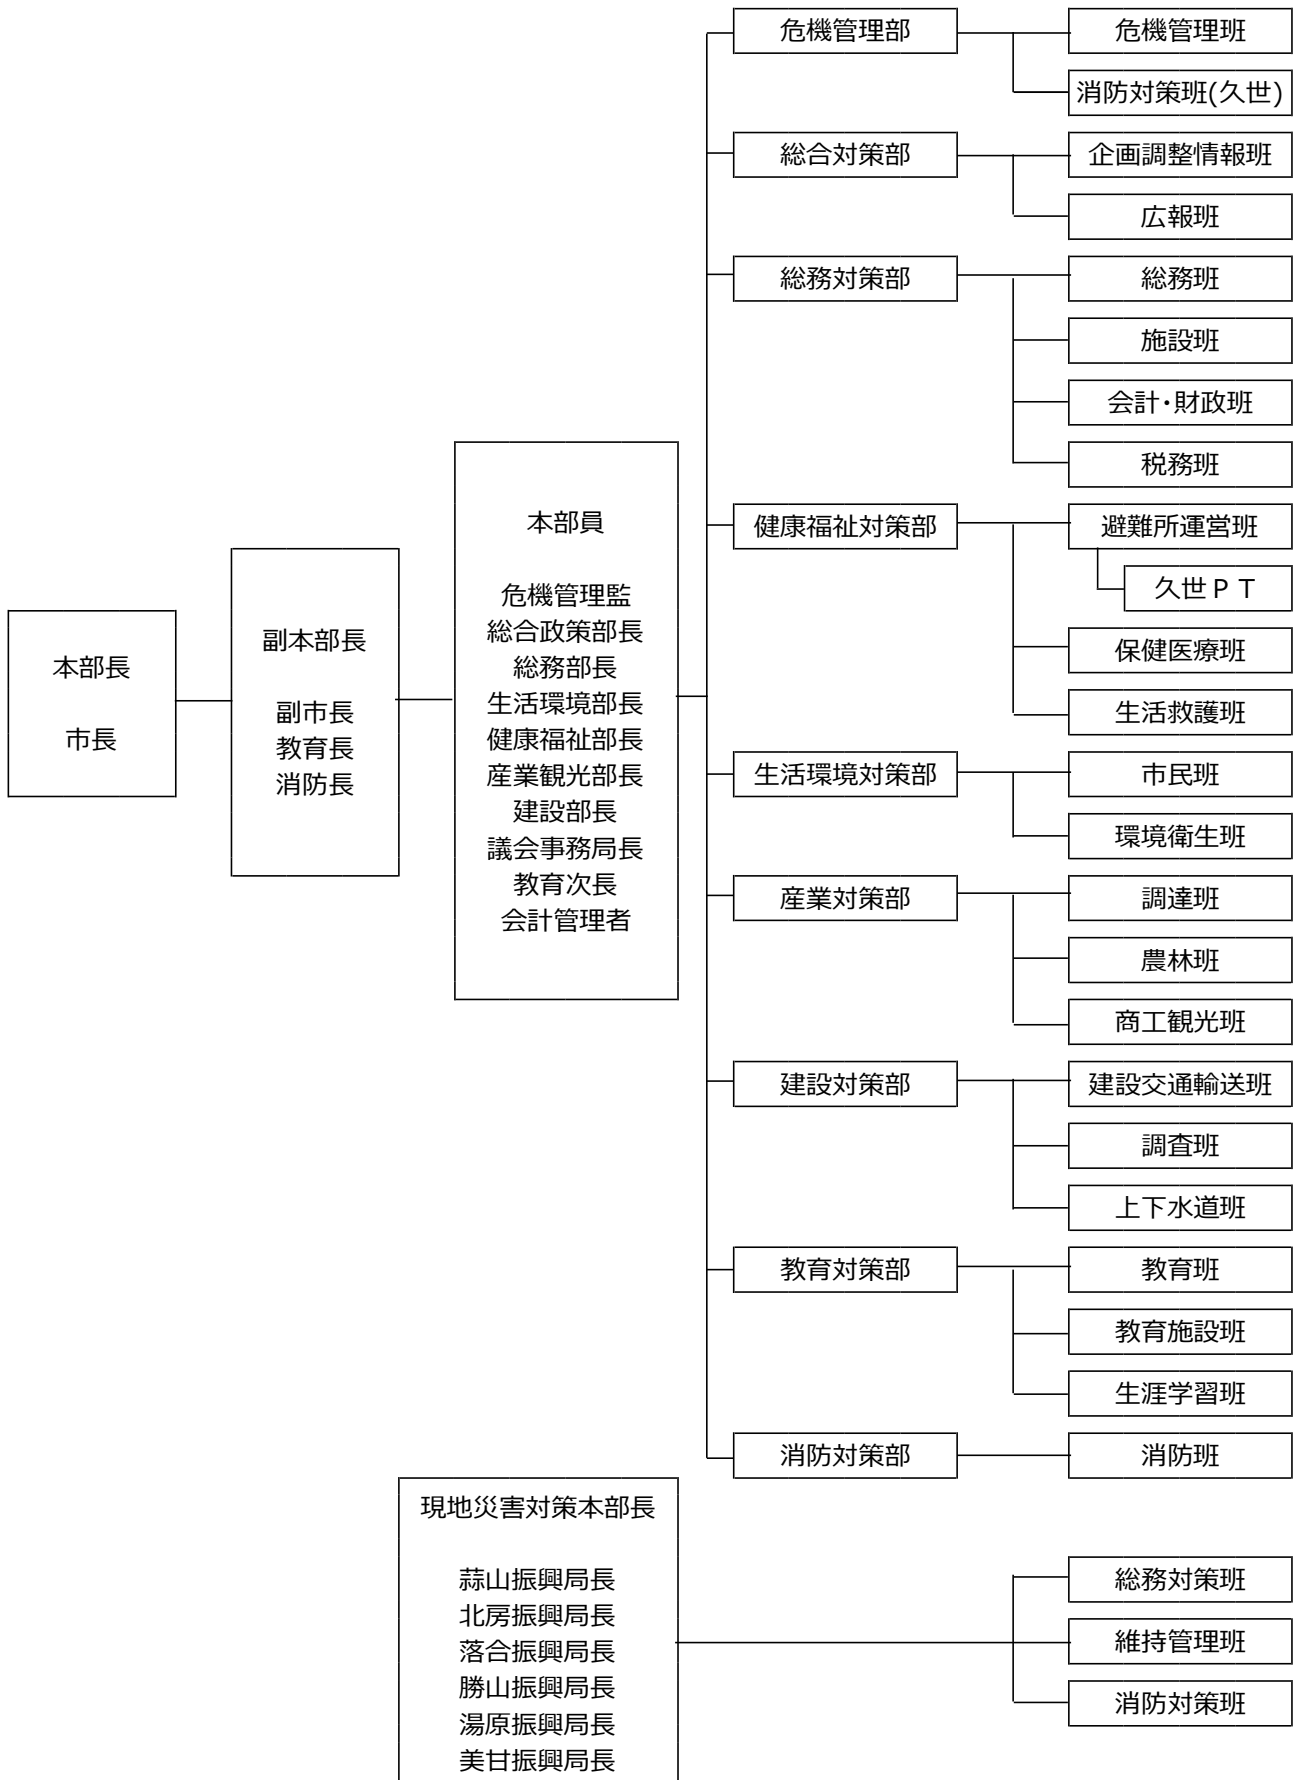 本部長
市長
副本部長
副市長
教育長
消防長
本部員
危機管理監
総合政策部長
総務部長
生活環境部長
健康福祉部長
産業観光部長
建設部長
議会事務局長
教育次長
会計管理者
危機管理部
危機管理班
消防対策班(久世)
総合対策部
企画調整情報班
広報班
総務対策部
総務班
施設班
会計・財政班
税務班
健康福祉対策部
避難所運営班
久世ＰＴ
保健医療班
生活救護班
生活環境対策部
市民班
環境衛生班
産業対策部
調達班
農林班
商工観光班
建設対策部
建設交通輸送班
調査班
上下水道班
教育対策部
教育班
教育施設班
生涯学習班
消防対策部
消防班
現地災害対策本部長
蒜山振興局長
北房振興局長
落合振興局長
勝山振興局長
湯原振興局長
美甘振興局長
総務対策班
維持管理班
消防対策班